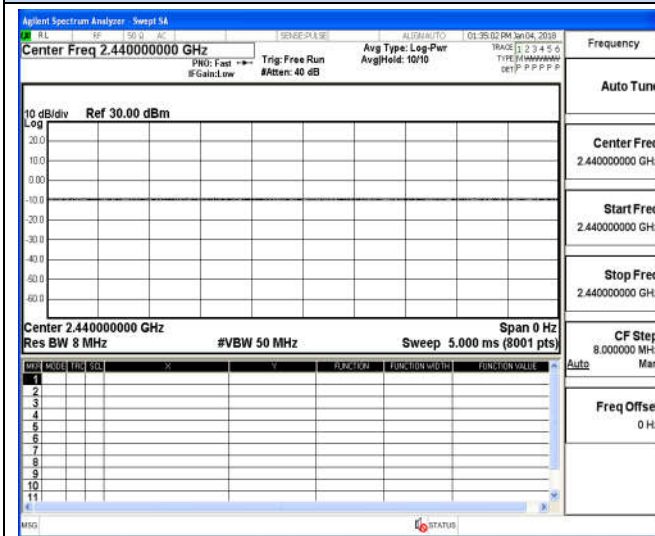 Agilent Spectrum Analyzer - Swept SA
RL RF 50 Ω AC SENSE:PULSE ALIGNAUTO 01:35:02 PM Jan 04, 2018
Center Freq 2.440000000 GHz
PNO: Fast
IFGain:Low
Trig: Free Run
#Atten: 40 dB
Avg Type: Log-Pwr
Avg|Hold: 10/10
TRACE 1 2 3 4 5 6
TYPE M WWWWW
DET P P P P P P
Frequency
Auto Tune
10 dB/div Ref 30.00 dBm
Log
20.0
10.0
0.00
-10.0
-20.0
-30.0
-40.0
-50.0
-60.0
Center Freq
2.440000000 GHz
Start Freq
2.440000000 GHz
Stop Freq
2.440000000 GHz
Center 2.440000000 GHz Span 0 Hz
Res BW 8 MHz #VBW 50 MHz Sweep 5.000 ms (8001 pts)
CF Step
8.000000 MHz
Auto Man
MKR MODE TRC SCL X Y FUNCTION FUNCTION WIDTH FUNCTION VALUE
1
2
3
4
5
6
7
8
9
10
11
Freq Offset
0 Hz
MSG STATUS